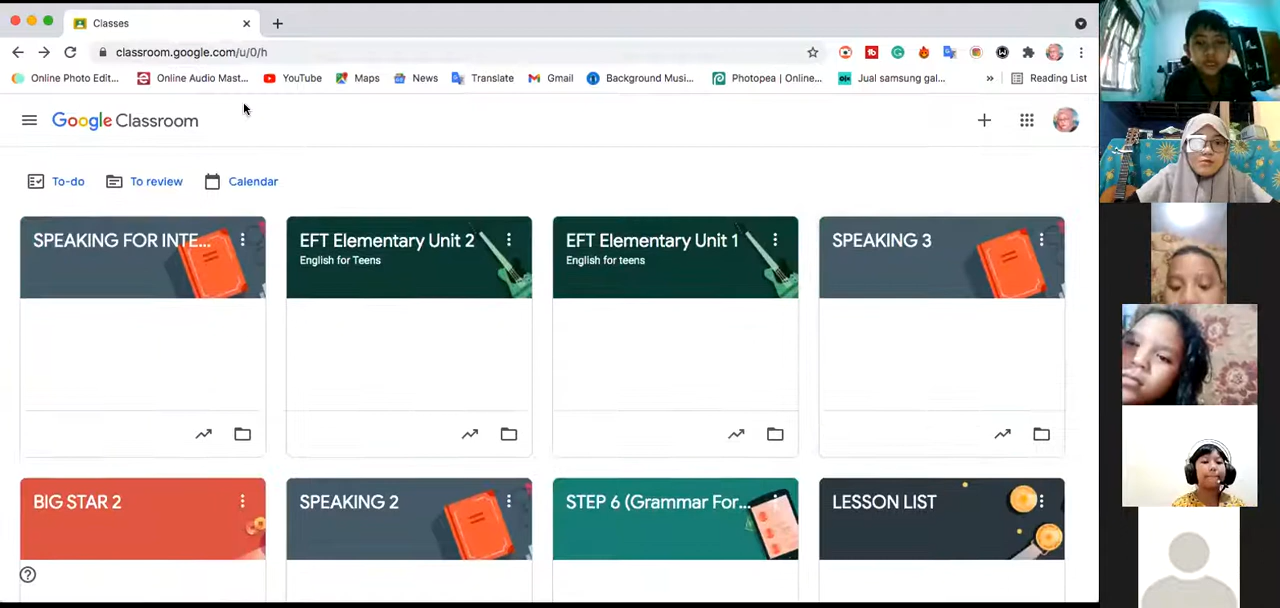 Classes
classroom.google.com/u/0/h
Online Photo Edit...
Online Audio Mast...
YouTube
Maps
News
Translate
Gmail
Background Musi...
Photopea | Online...
Jual samsung gal...
»
Reading List
Google Classroom
To-do
To review
Calendar
SPEAKING FOR INTE...
EFT Elementary Unit 2
English for Teens
EFT Elementary Unit 1
English for teens
SPEAKING 3
BIG STAR 2
SPEAKING 2
STEP 6 (Grammar For...
LESSON LIST